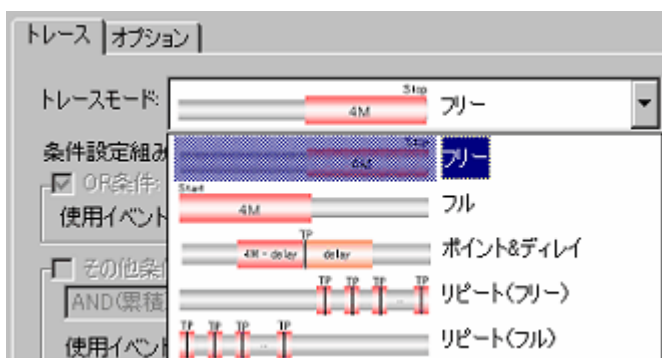 トレース オプション
トレースモード: Stop 4M フリー
条件設定組み
Stop 4M フリー
OR条件:
Start 4M フル
使用イベント
TP 4M - delay delay ポイント&ディレイ
その他条件
TP TP TP .. TP リピート(フリー)
AND(累積
TP TP TP .. TP リピート(フル)
使用イベント